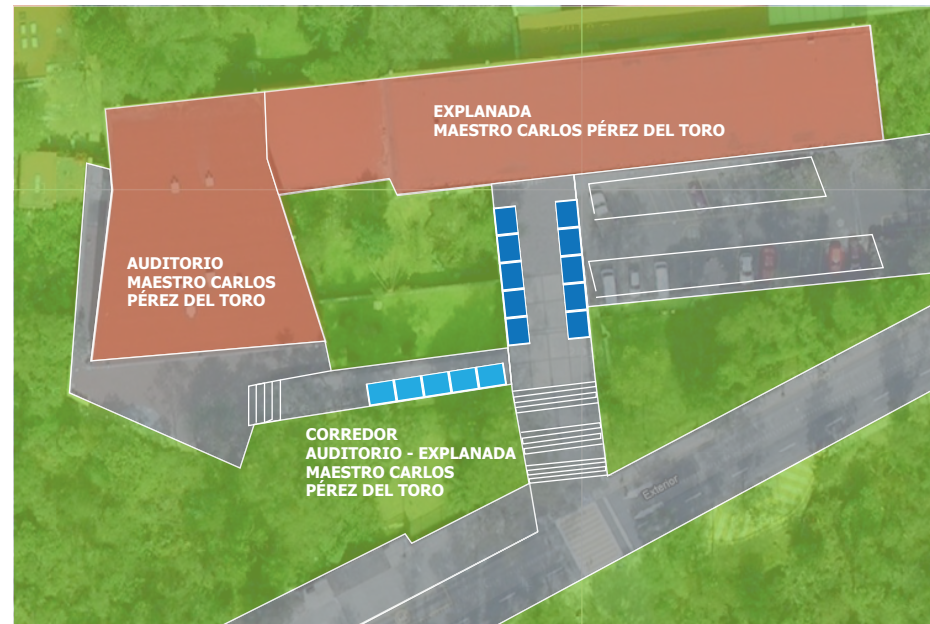 EXPLANADA
MAESTRO CARLOS PÉREZ DEL TORO
AUDITORIO
MAESTRO CARLOS
PÉREZ DEL TORO
CORREDOR
AUDITORIO - EXPLANADA
MAESTRO CARLOS
PÉREZ DEL TORO
Exterior